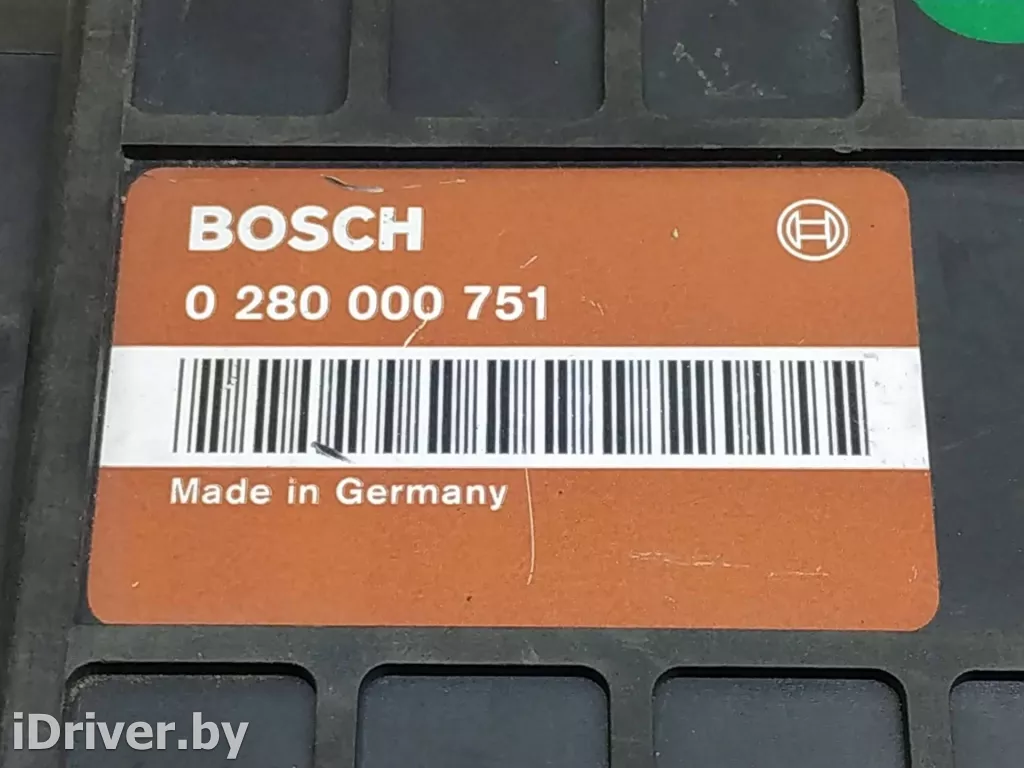 BOSCH
0 280 000 751
Made in Germany
iDriver.by